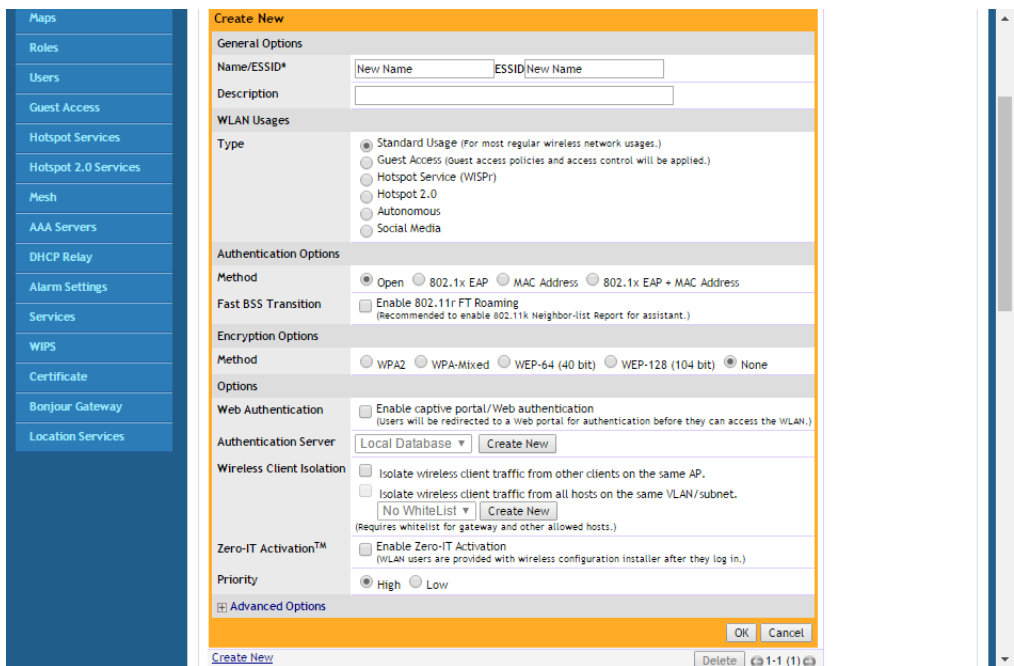 Maps
Roles
Users
Guest Access
Hotspot Services
Hotspot 2.0 Services
Mesh
AAA Servers
DHCP Relay
Alarm Settings
Services
WIPS
Certificate
Bonjour Gateway
Location Services
Create New
General Options
Name/ESSID* New Name ESSID New Name
Description
WLAN Usages
Type Standard Usage (For most regular wireless network usages.)
Guest Access (Guest access policies and access control will be applied.)
Hotspot Service (WISPr)
Hotspot 2.0
Autonomous
Social Media
Authentication Options
Method Open 802.1x EAP MAC Address 802.1x EAP + MAC Address
Fast BSS Transition Enable 802.11r FT Roaming
(Recommended to enable 802.11k Neighbor-list Report for assistant.)
Encryption Options
Method WPA2 WPA-Mixed WEP-64 (40 bit) WEP-128 (104 bit) None
Options
Web Authentication Enable captive portal/Web authentication
(Users will be redirected to a Web portal for authentication before they can access the WLAN.)
Authentication Server Local Database Create New
Wireless Client Isolation Isolate wireless client traffic from other clients on the same AP.
Isolate wireless client traffic from all hosts on the same VLAN/subnet.
No WhiteList Create New
(Requires whitelist for gateway and other allowed hosts.)
Zero-IT Activation™ Enable Zero-IT Activation
(WLAN users are provided with wireless configuration installer after they log in.)
Priority High Low
Advanced Options
OK Cancel
Create New Delete 1-1 (1)